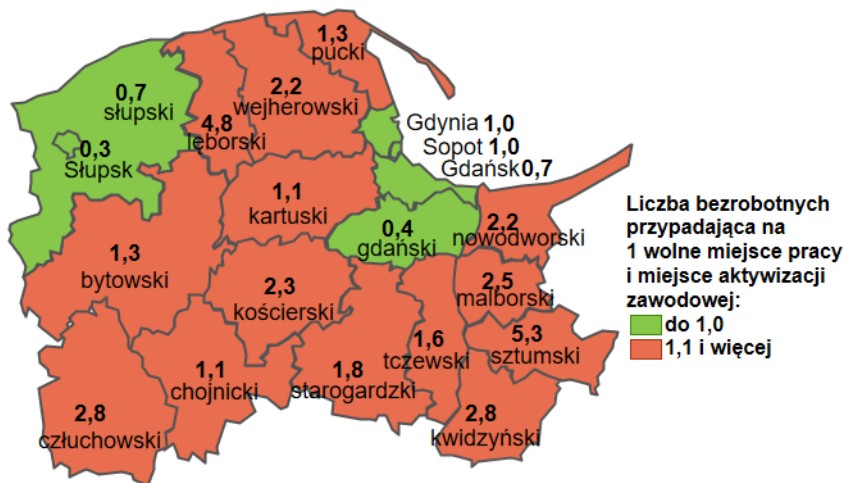 1,3
pucki
0,7
słupski
2,2
wejherowski
4,8
lęborski
Gdynia 1,0
Sopot 1,0
Gdańsk 0,7
0,3
Słupsk
1,1
kartuski
0,4
gdański
2,2
nowodworski
1,3
bytowski
2,3
kościerski
2,5
malborski
1,6
tczewski
5,3
sztumski
1,1
chojnicki
1,8
starogardzki
2,8
człuchowski
2,8
kwidzyński
Liczba bezrobotnych
przypadająca na
1 wolne miejsce pracy
i miejsce aktywizacji
zawodowej:
do 1,0
1,1 i więcej